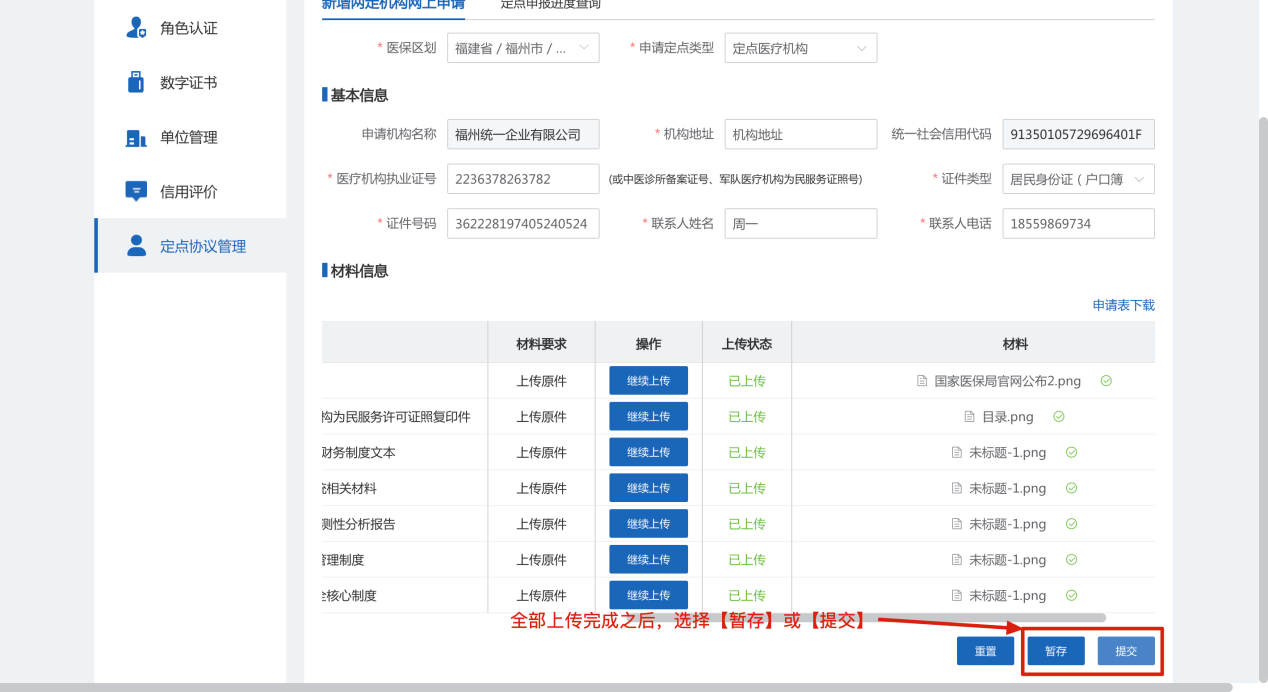 新增两定机构网上申请 定点申报进度查询
角色认证
数字证书
单位管理
信用评价
定点协议管理
* 医保区划 福建省 / 福州市 / ... * 申请定点类型 定点医疗机构
基本信息
申请机构名称 福州统一企业有限公司 * 机构地址 机构地址 统一社会信用代码 91350105729696401F
* 医疗机构执业证号 2236378263782 (或中医诊所备案证号、军队医疗机构为民服务证照号) * 证件类型 居民身份证（户口簿
* 证件号码 362228197405240524 * 联系人姓名 周一 * 联系人电话 18559869734
材料信息
申请表下载
材料要求 操作 上传状态 材料
上传原件 继续上传 已上传 国家医保局官网公布2.png
构为民服务许可证照复印件 上传原件 继续上传 已上传 目录.png
财务制度文本 上传原件 继续上传 已上传 未标题-1.png
相关材料 上传原件 继续上传 已上传 未标题-1.png
测性分析报告 上传原件 继续上传 已上传 未标题-1.png
管理制度 上传原件 继续上传 已上传 未标题-1.png
核心制度 上传原件 继续上传 已上传 未标题-1.png
全部上传完成之后，选择【暂存】或【提交】
重置 暂存 提交